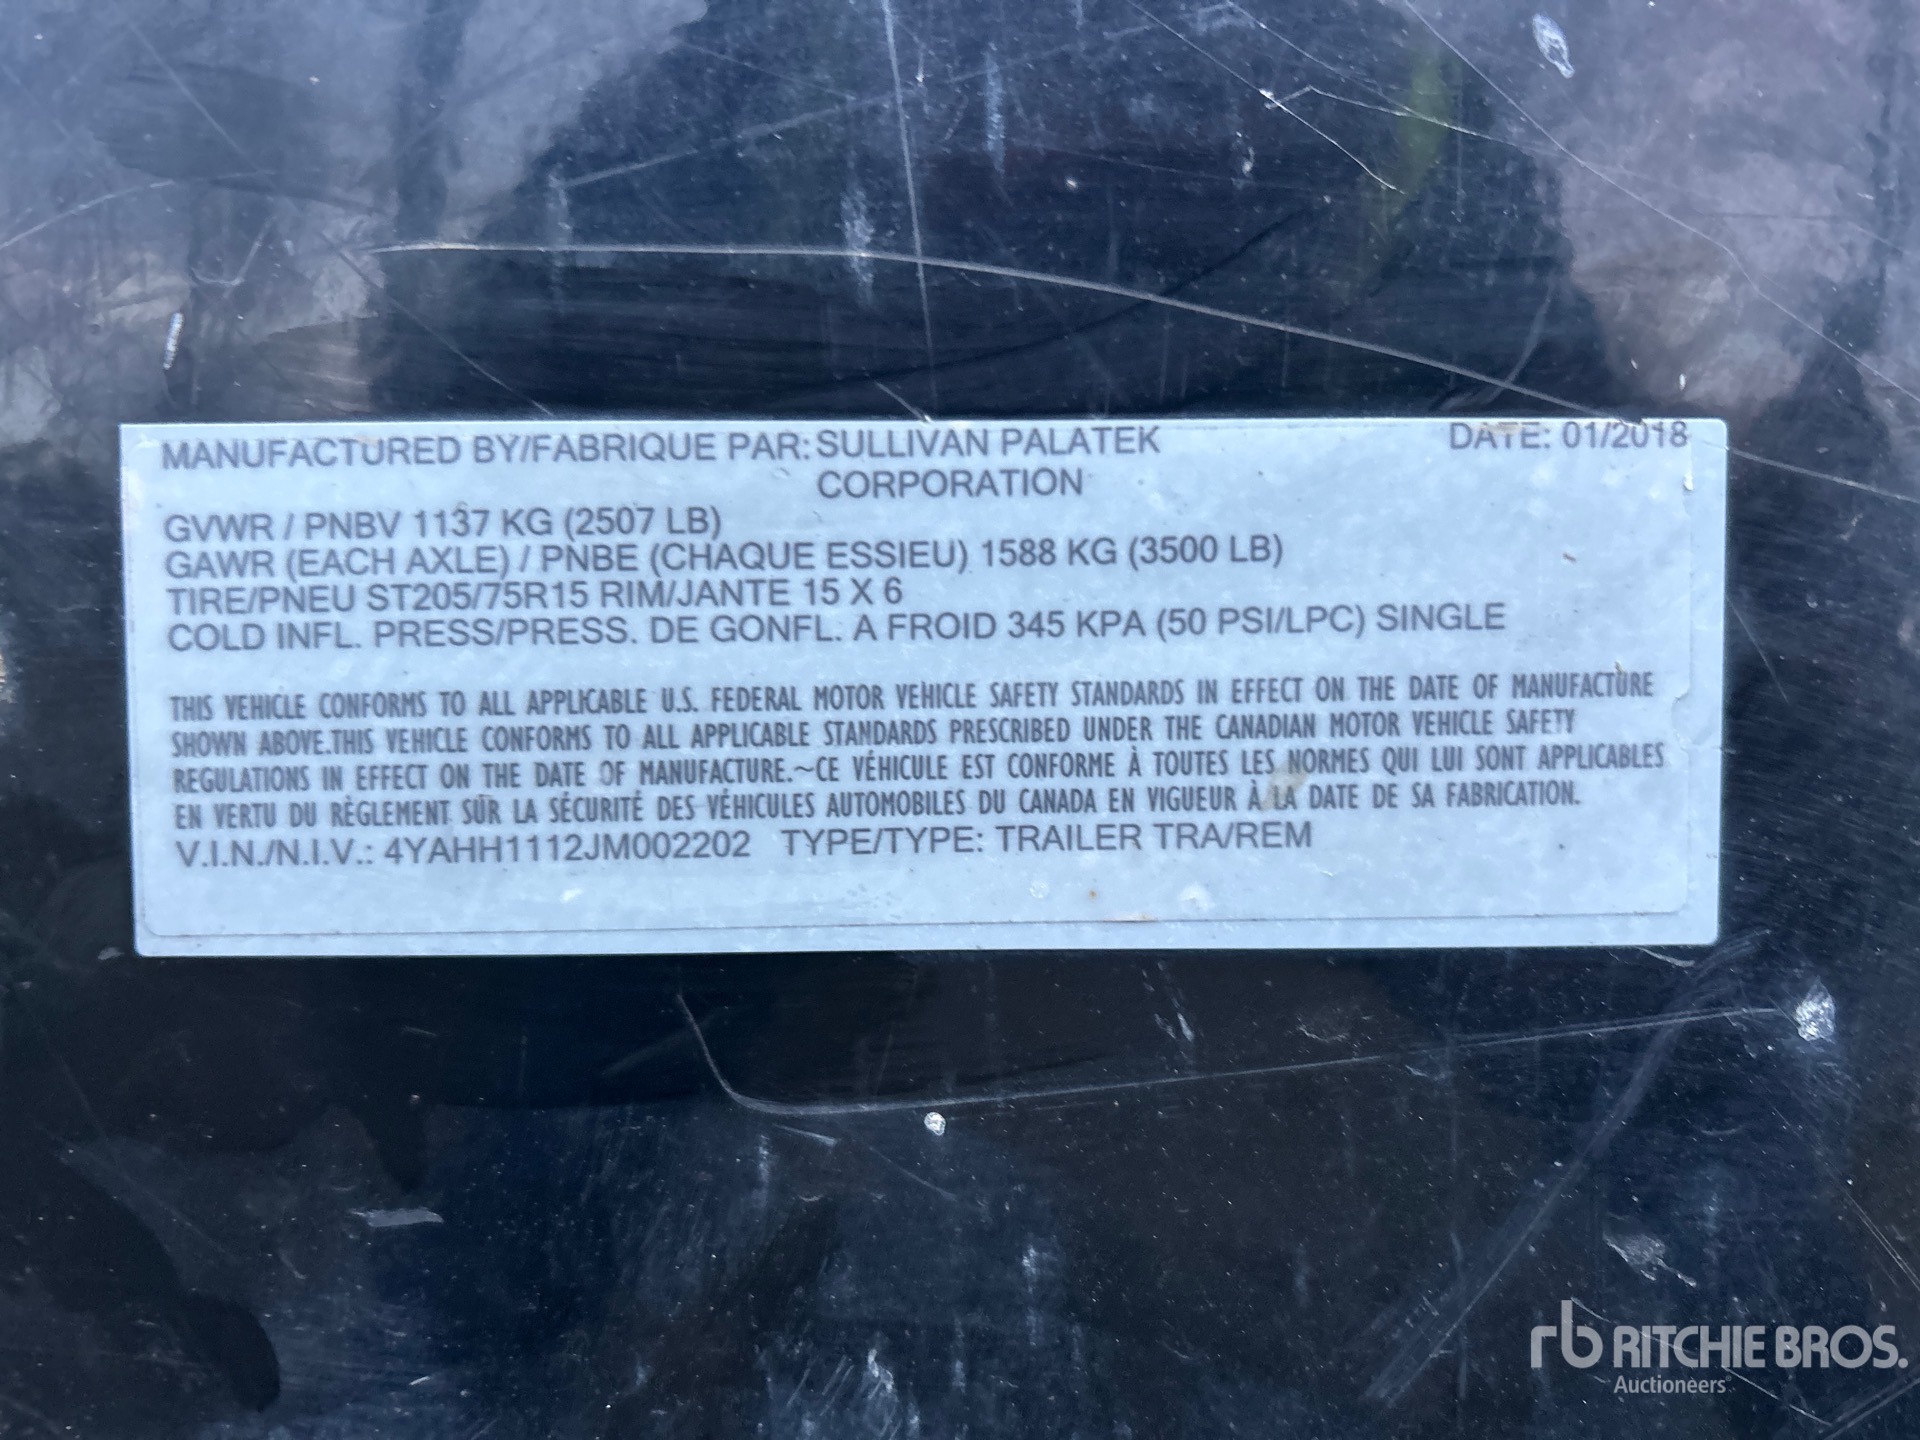 MANUFACTURED BY/FABRIQUE PAR: SULLIVAN PALATEK DATE: 01/2018
CORPORATION
GVWR / PNBV 1137 KG (2507 LB)
GAWR (EACH AXLE) / PNBE (CHAQUE ESSIEU) 1588 KG (3500 LB)
TIRE/PNEU ST205/75R15 RIM/JANTE 15 X 6
COLD INFL. PRESS/PRESS. DE GONFL. A FROID 345 KPA (50 PSI/LPC) SINGLE
THIS VEHICLE CONFORMS TO ALL APPLICABLE U.S. FEDERAL MOTOR VEHICLE SAFETY STANDARDS IN EFFECT ON THE DATE OF MANUFACTURE
SHOWN ABOVE.THIS VEHICLE CONFORMS TO ALL APPLICABLE STANDARDS PRESCRIBED UNDER THE CANADIAN MOTOR VEHICLE SAFETY
REGULATIONS IN EFFECT ON THE DATE OF MANUFACTURE.~CE VÉHICULE EST CONFORME À TOUTES LES NORMES QUI LUI SONT APPLICABLES
EN VERTU DU RÈGLEMENT SUR LA SÉCURITÉ DES VÉHICULES AUTOMOBILES DU CANADA EN VIGUEUR À LA DATE DE SA FABRICATION.
V.I.N./N.I.V.: 4YAHH1112JM002202 TYPE/TYPE: TRAILER TRA/REM
rb RITCHIE BROS.
Auctioneers